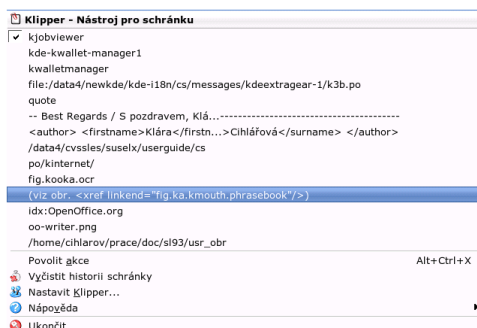 Klipper - Nástroj pro schránku
kjobviewer
kde-kwallet-manager1
kwalletmanager
file:/data4/newkde/kde-i18n/cs/messages/kdeextragear-1/k3b.po
quote
-- Best Regards / S pozdravem, Klá...----------------------------------------
<author> <firstname>Klára</firstn...>Cihlářová</surname> </author>
/data4/cvssles/suselx/userguide/cs
po/kinternet/
fig.kooka.ocr
(viz obr. <xref linkend="fig.ka.kmouth.phrasebook"/>)
idx:OpenOffice.org
oo-writer.png
/home/cihlarov/prace/doc/sl93/usr_obr
Povolit akce Alt+Ctrl+X
Vyčistit historii schránky
Nastavit Klipper...
Nápověda
Ukončit